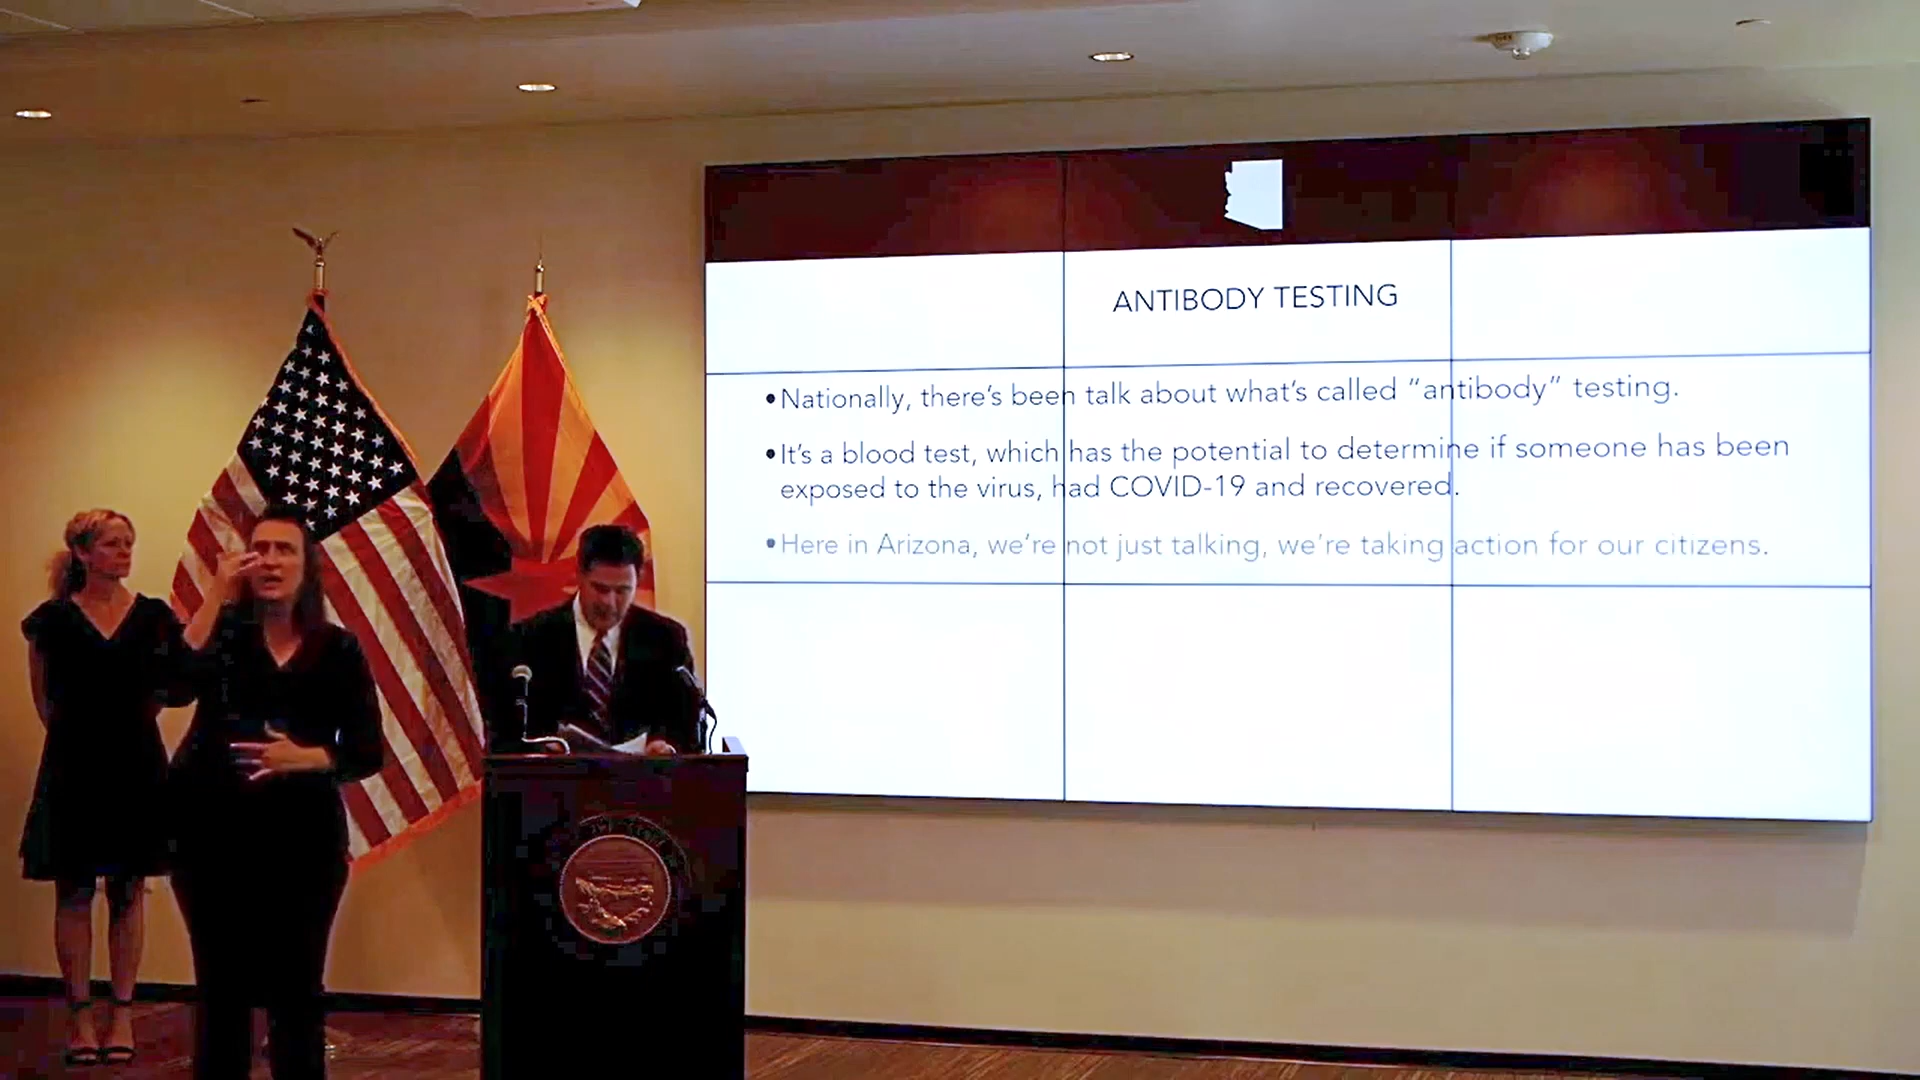 ANTIBODY TESTING
•Nationally, there's been talk about what's called “antibody” testing.
•It's a blood test, which has the potential to determine if someone has been
exposed to the virus, had COVID-19 and recovered.
•Here in Arizona, we're not just talking, we're taking action for our citizens.